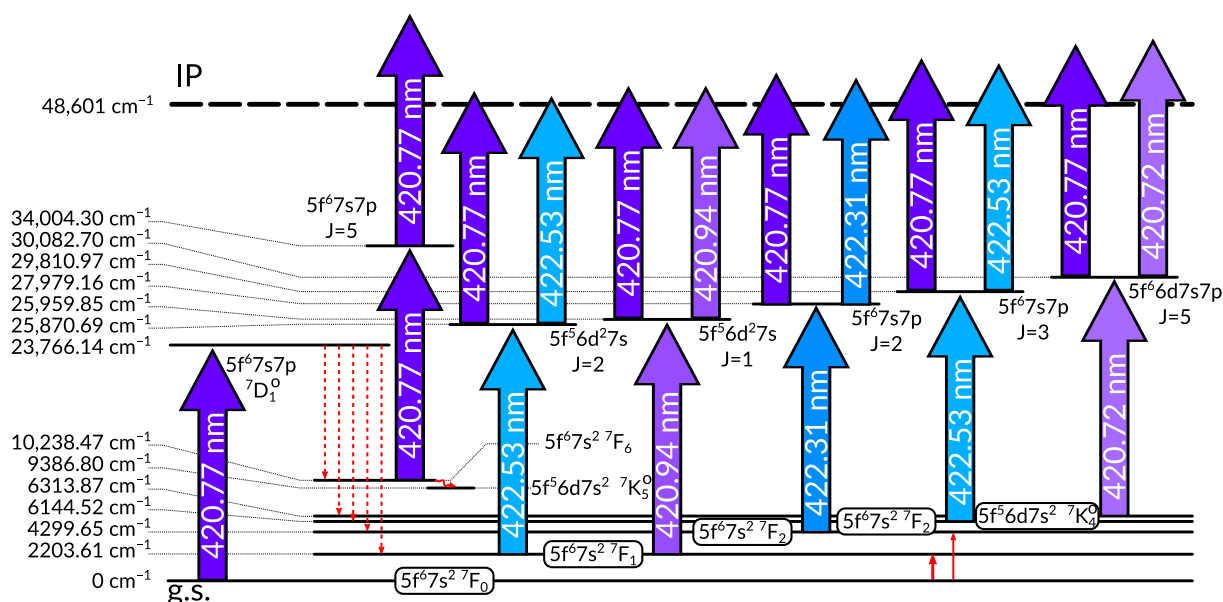 IP
48,601 cm⁻¹
34,004.30 cm⁻¹
30,082.70 cm⁻¹
29,810.97 cm⁻¹
27,979.16 cm⁻¹
25,959.85 cm⁻¹
25,870.69 cm⁻¹
23,766.14 cm⁻¹
10,238.47 cm⁻¹
9386.80 cm⁻¹
6313.87 cm⁻¹
6144.52 cm⁻¹
4299.65 cm⁻¹
2203.61 cm⁻¹
0 cm⁻¹
g.s.
420.77 nm
5f⁶7s7p
⁷D₁ᵒ
5f⁶7s7p
J=5
420.77 nm
420.77 nm
420.77 nm
422.53 nm
420.77 nm
420.94 nm
420.77 nm
422.31 nm
420.77 nm
422.53 nm
420.77 nm
420.72 nm
5f⁵6d²7s
J=2
5f⁵6d²7s
J=1
5f⁶7s7p
J=2
5f⁶7s7p
J=3
5f⁶6d7s7p
J=5
422.53 nm
420.94 nm
422.31 nm
422.53 nm
420.72 nm
5f⁶7s² ⁷F₆
5f⁵6d7s² ⁷K₅ᵒ
5f⁶7s² ⁷F₀
5f⁶7s² ⁷F₁
5f⁶7s² ⁷F₂
5f⁶7s² ⁷F₂
5f⁵6d7s² ⁷K₄ᵒ